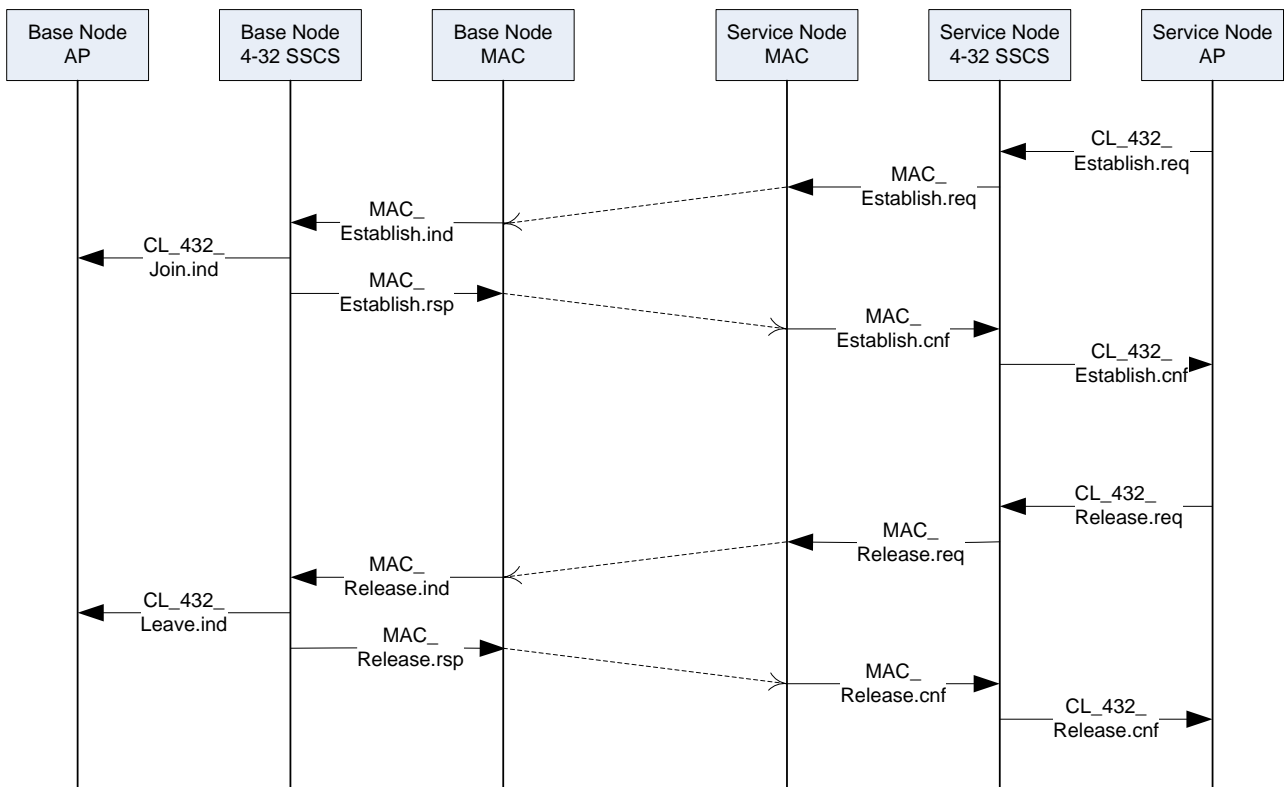 Base Node
AP
Base Node
4-32 SSCS
Base Node
MAC
Service Node
MAC
Service Node
4-32 SSCS
Service Node
AP
CL_432_
Establish.req
MAC_
Establish.req
MAC_
Establish.ind
CL_432_
Join.ind
MAC_
Establish.rsp
MAC_
Establish.cnf
CL_432_
Establish.cnf
CL_432_
Release.req
MAC_
Release.req
MAC_
Release.ind
CL_432_
Leave.ind
MAC_
Release.rsp
MAC_
Release.cnf
CL_432_
Release.cnf